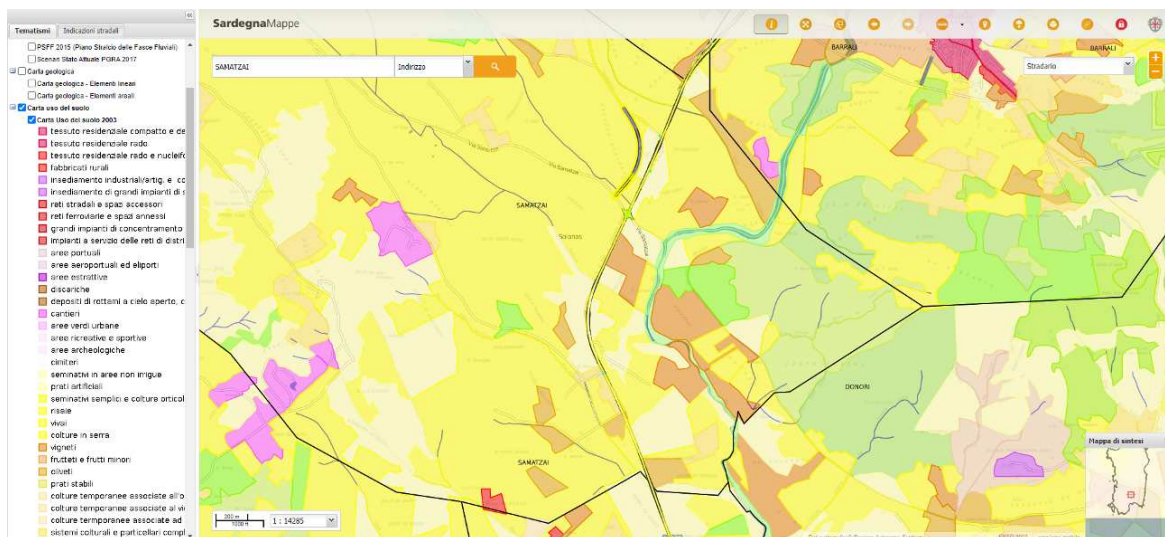 SardegnaMappe
Tematismi
Indicazioni stradali
PSFF 2015 (Piano Stralcio delle Fasce Fluviali)
Scenari Stato Attuale PGRA 2017
Carta geologica
Carta geologica - Elementi lineari
Carta geologica - Elementi areali
Carta uso del suolo
Carta Uso del suolo 2003
tessuto residenziale compatto e de
tessuto residenziale rado
tessuto residenziale rado e nucleifo
fabbricati rurali
insediamento industriali/artig. e co
insediamento di grandi impianti di s
reti stradali e spazi accessori
reti ferroviarie e spazi annessi
grandi impianti di concentramento
impianti a servizio delle reti di distri
aree portuali
aree aeroportuali ed eliporti
aree estrattive
discariche
depositi di rottami a cielo aperto, c
cantieri
aree verdi urbane
aree ricreative e sportive
aree archeologiche
cimiteri
seminativi in aree non irrigue
prati artificiali
seminativi semplici e colture orticol
risaie
vivai
colture in serra
vigneti
frutteti e frutti minori
oliveti
prati stabili
colture temporanee associate all'o
colture temporanee associate al vi
colture termporanee associate ad
sistemi colturali e particellari compl
SAMATZAI
Indirizzo
Stradario
BARRALI
BARRALI
Via Samatzai
SAMATZAI
Solanas
DONORI
SAMATZAI
Mappa di sintesi
200 m
1000 ft
1 : 14285